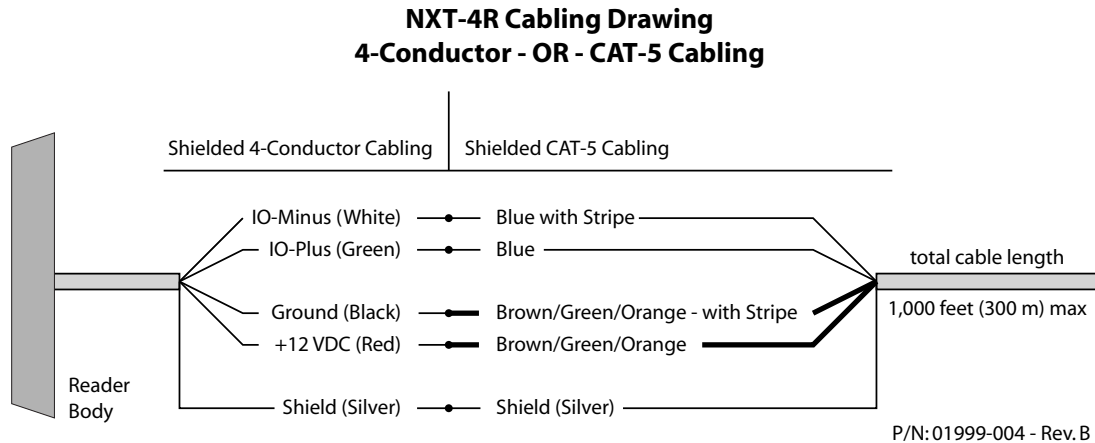 NXT-4R Cabling Drawing
4-Conductor - OR - CAT-5 Cabling
Shielded 4-Conductor Cabling
Shielded CAT-5 Cabling
IO-Minus (White)
Blue with Stripe
IO-Plus (Green)
Blue
total cable length
Ground (Black)
Brown/Green/Orange - with Stripe
1,000 feet (300 m) max
+12 VDC (Red)
Brown/Green/Orange
Reader
Body
Shield (Silver)
Shield (Silver)
P/N: 01999-004 - Rev. B